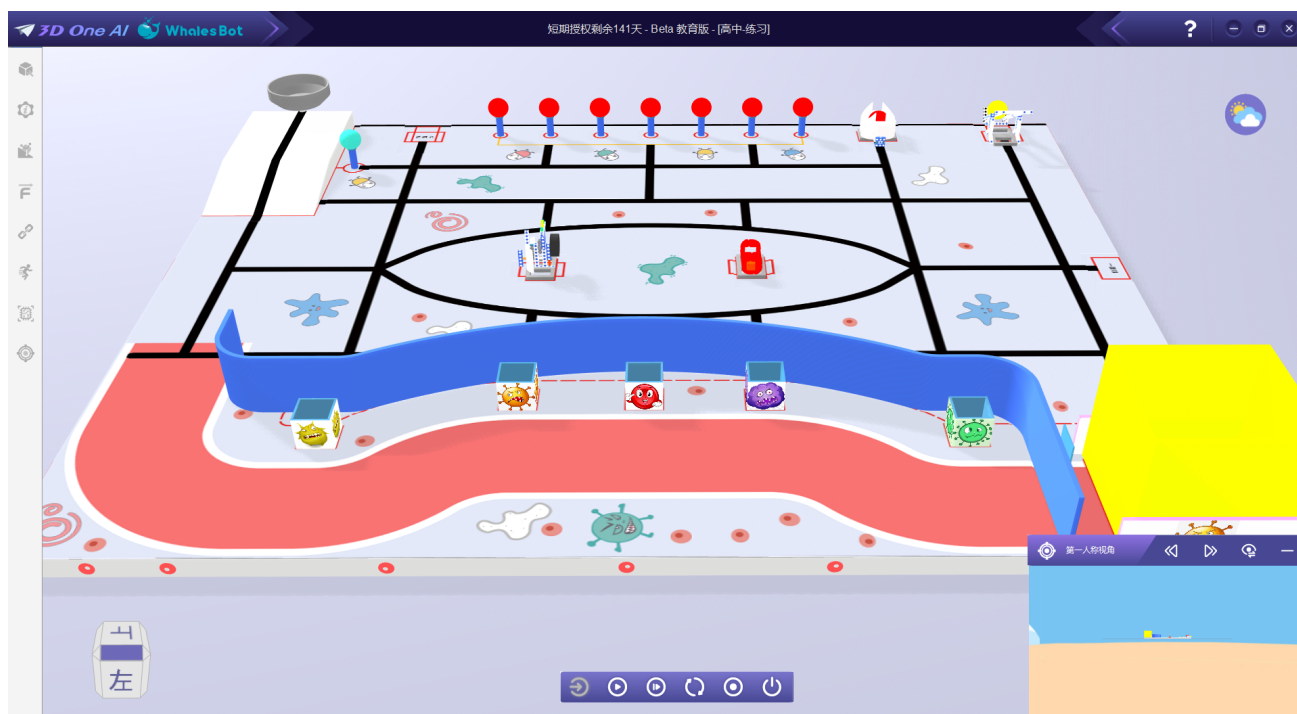 3D One AI WhalesBot
短期授权剩余141天 - Beta 教育版 - [高中-练习]
?
第一人称视角
上
左